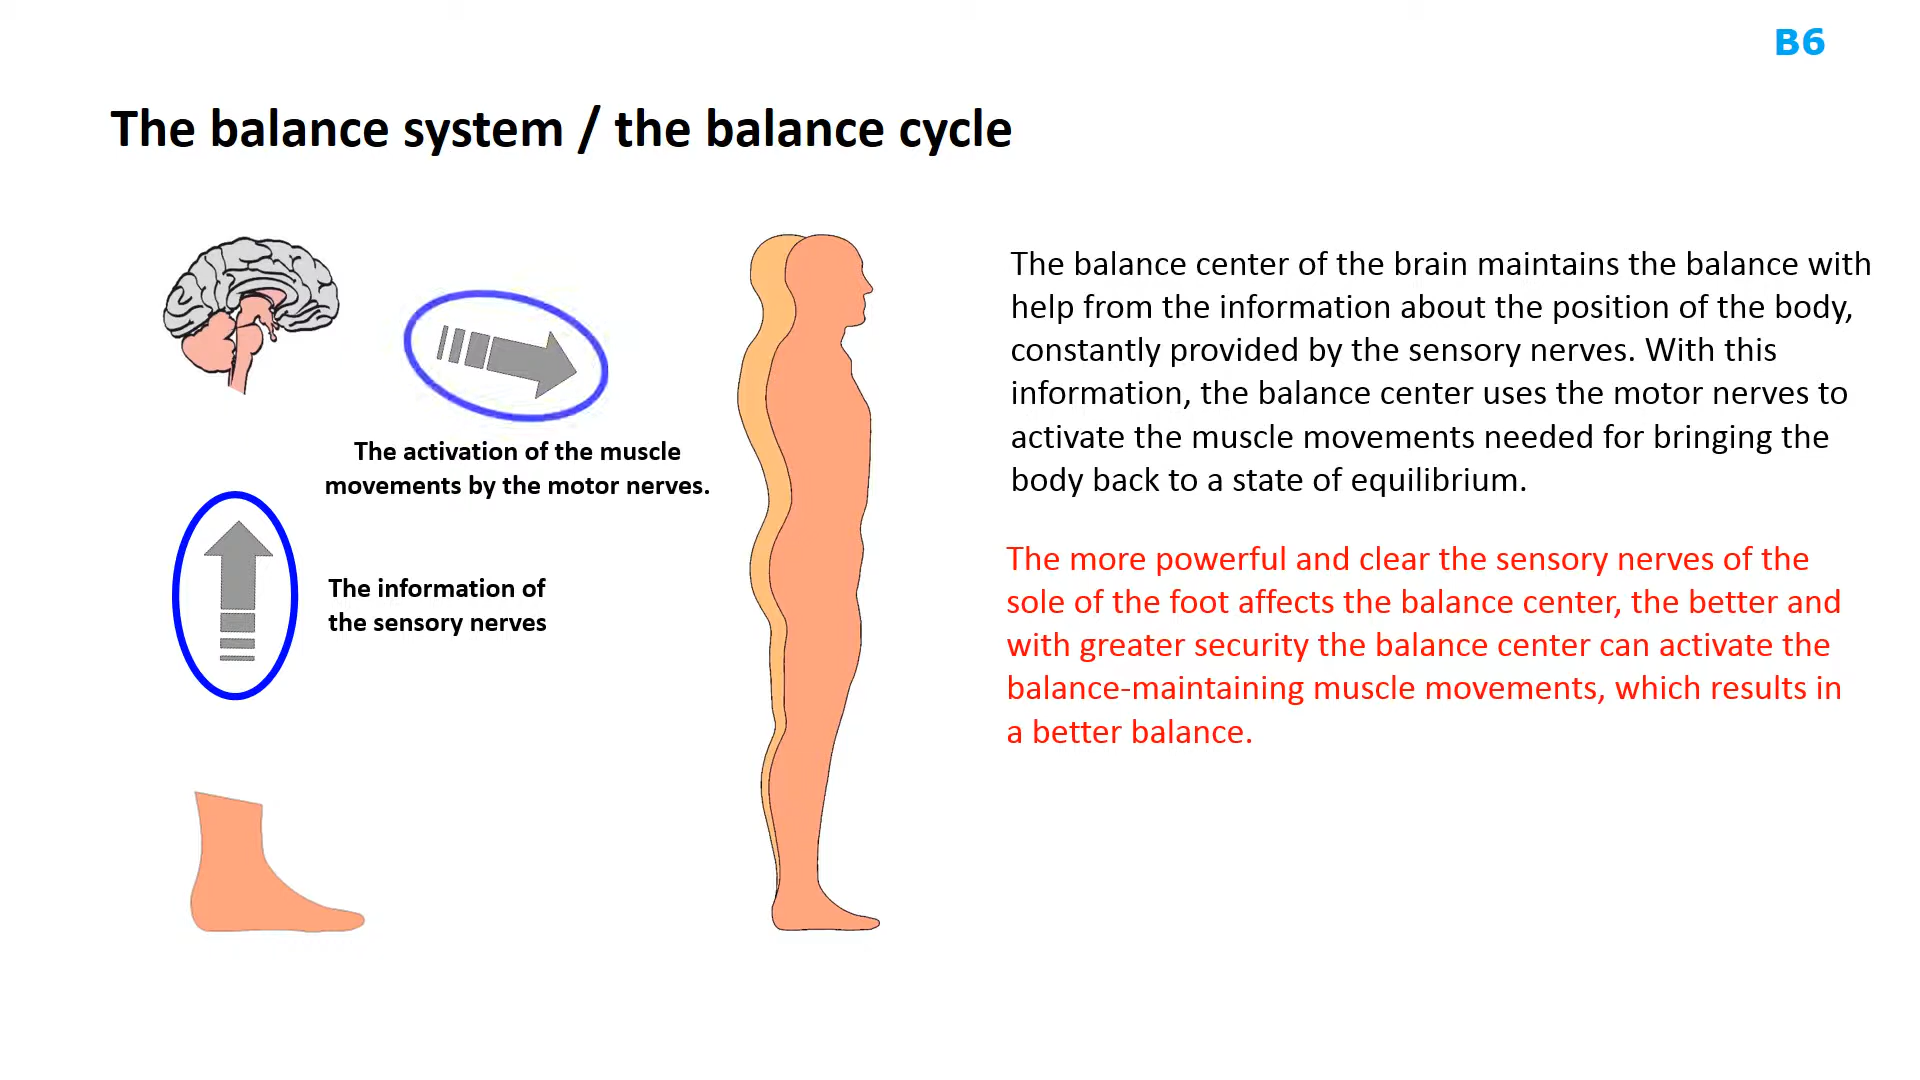 B6
The balance system / the balance cycle
The activation of the muscle
movements by the motor nerves.
The information of
the sensory nerves
The balance center of the brain maintains the balance with
help from the information about the position of the body,
constantly provided by the sensory nerves. With this
information, the balance center uses the motor nerves to
activate the muscle movements needed for bringing the
body back to a state of equilibrium.
The more powerful and clear the sensory nerves of the
sole of the foot affects the balance center, the better and
with greater security the balance center can activate the
balance-maintaining muscle movements, which results in
a better balance.